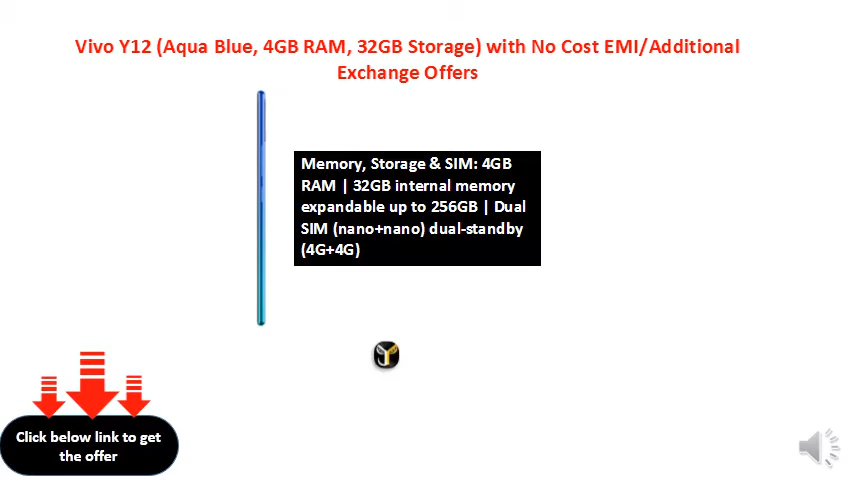 Vivo Y12 (Aqua Blue, 4GB RAM, 32GB Storage) with No Cost EMI/Additional
Exchange Offers
Memory, Storage & SIM: 4GB
RAM | 32GB internal memory
expandable up to 256GB | Dual
SIM (nano+nano) dual-standby
(4G+4G)
Click below link to get
the offer